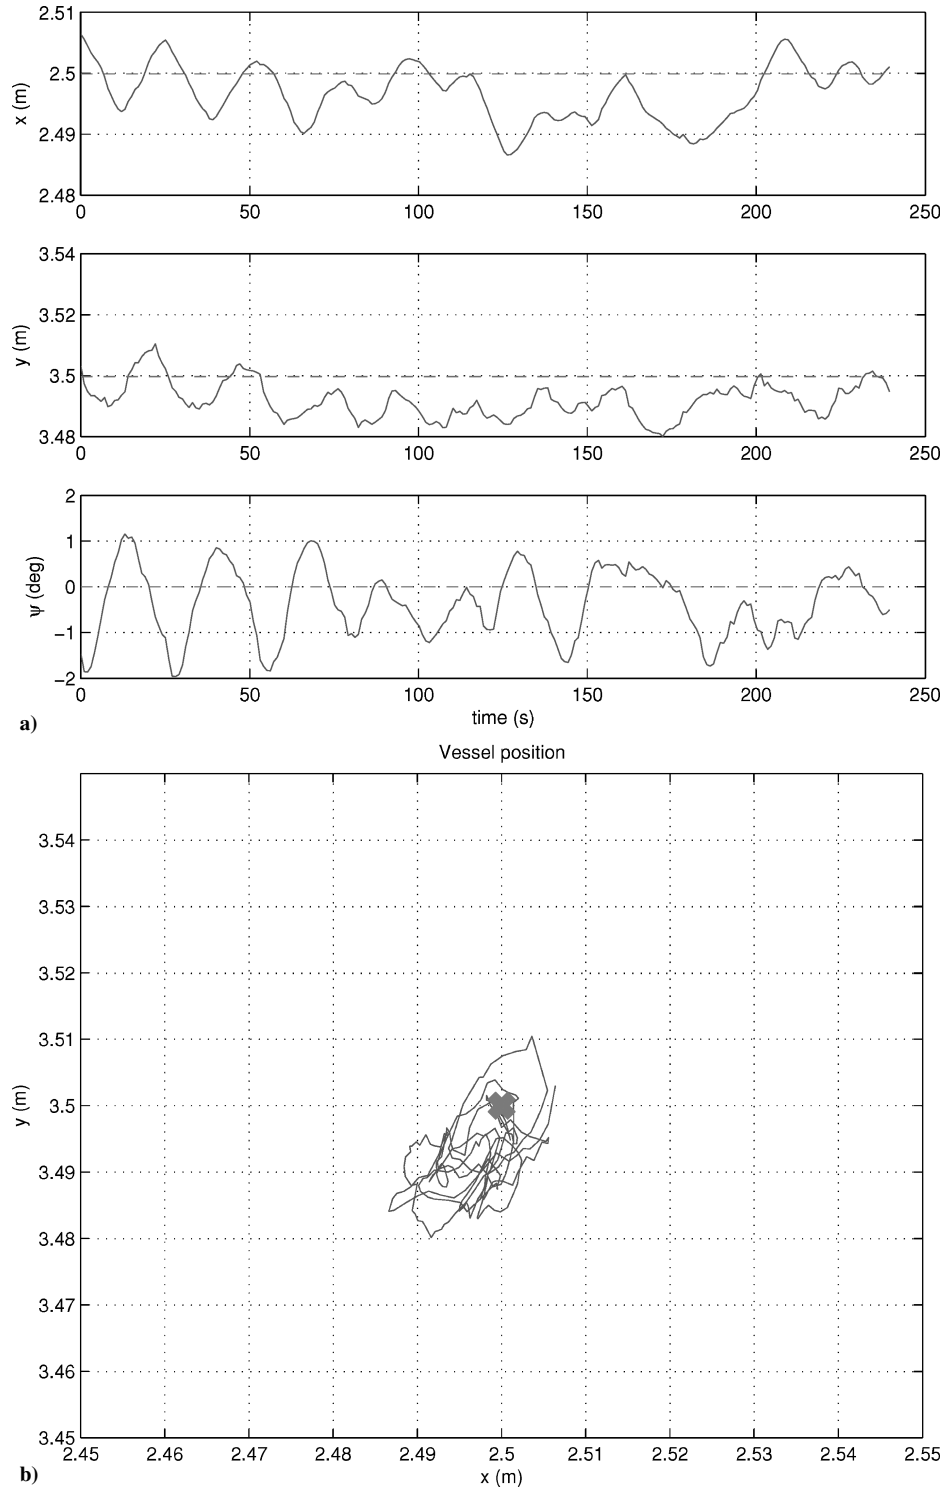 2.51
2.5
2.49
2.48
x (m)
0 50 100 150 200 250
3.54
3.52
3.5
3.48
y (m)
0 50 100 150 200 250
2
1
0
−1
−2
ψ (deg)
0 50 100 150 200 250
time (s)
a)
Vessel position
3.54
3.53
3.52
3.51
3.5
3.49
3.48
3.47
3.46
3.45
y (m)
2.45 2.46 2.47 2.48 2.49 2.5 2.51 2.52 2.53 2.54 2.55
x (m)
b)